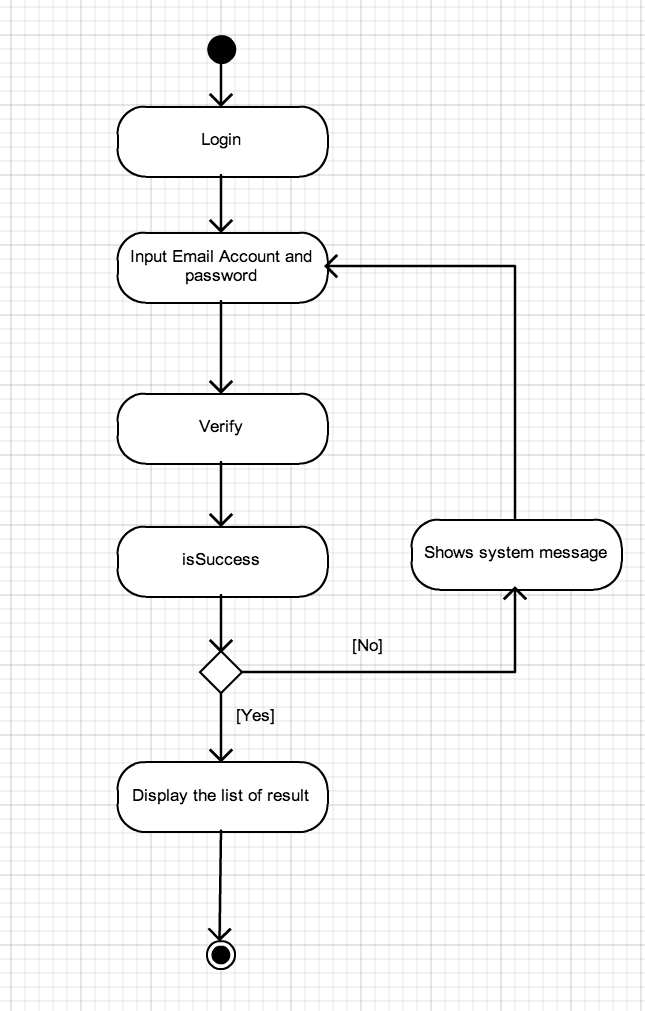 Login
Input Email Account and
password
Verify
isSuccess
Shows system message
[No]
[Yes]
Display the list of result